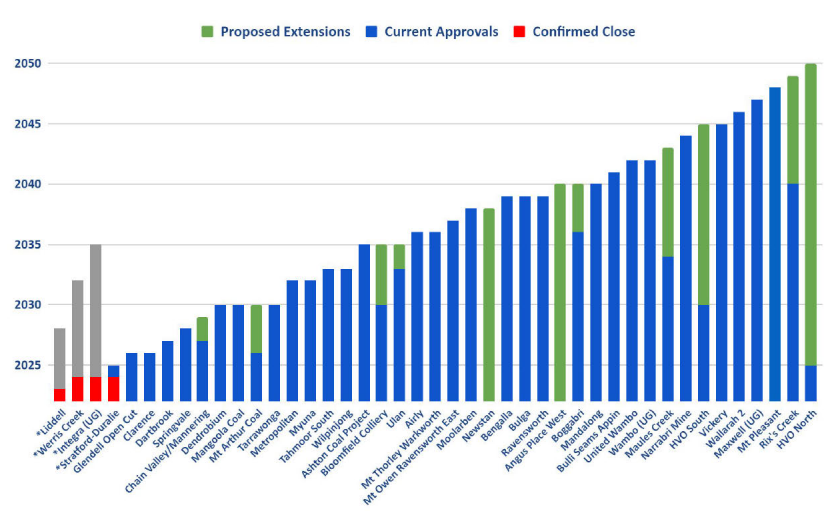 Proposed Extensions Current Approvals Confirmed Close
2050
2045
2040
2035
2030
2025
*Liddell
*Werris Creek
*Integra (UG)
*Stratford-Duralie
Glendell Open Cut
Clarence
Dartbrook
Springvale
Chain Valley/Mannering
Dendrobium
Mangoola Coal
Mt Arthur Coal
Tarrawonga
Metropolitan
Myuna
Tahmoor South
Wilpinjong
Ashton Coal Project
Bloomfield Colliery
Ulan
Airly
Mt Thorley Warkworth
Mt Owen Ravensworth East
Moolarben
Newstan
Bengalla
Bulga
Ravensworth
Angus Place West
Boggabri
Mandalong
Bulli Seams Appin
United Wambo
Wambo (UG)
Maules Creek
Narrabri Mine
HVO South
Vickery
Wallarah 2
Maxwell (UG)
Mt Pleasant
Rix's Creek
HVO North